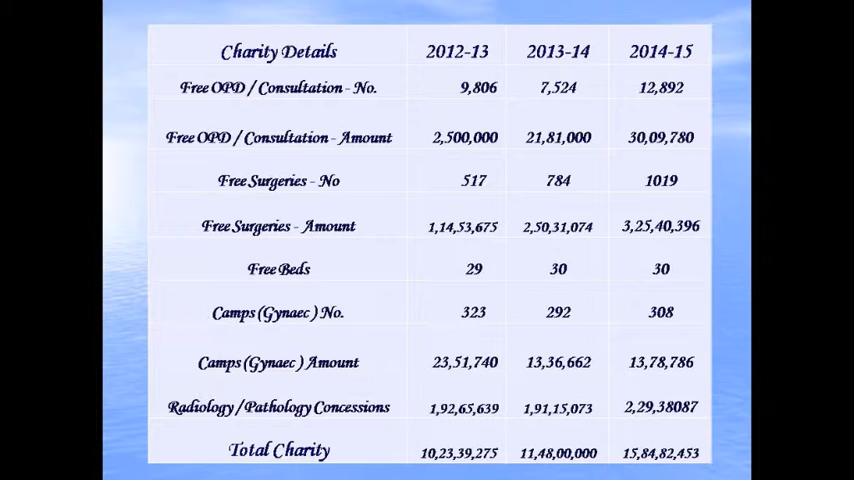 Charity Details 2012-13 2013-14 2014-15
Free OPD / Consultation - No. 9,806 7,524 12,892
Free OPD / Consultation - Amount 2,500,000 21,81,000 30,09,780
Free Surgeries - No 517 784 1019
Free Surgeries - Amount 1,14,53,675 2,50,31,074 3,25,40,396
Free Beds 29 30 30
Camps (Gynaec ) No. 323 292 308
Camps (Gynaec ) Amount 23,51,740 13,36,662 13,78,786
Radiology / Pathology Concessions 1,92,65,639 1,91,15,073 2,29,38087
Total Charity 10,23,39,275 11,48,00,000 15,84,82,453